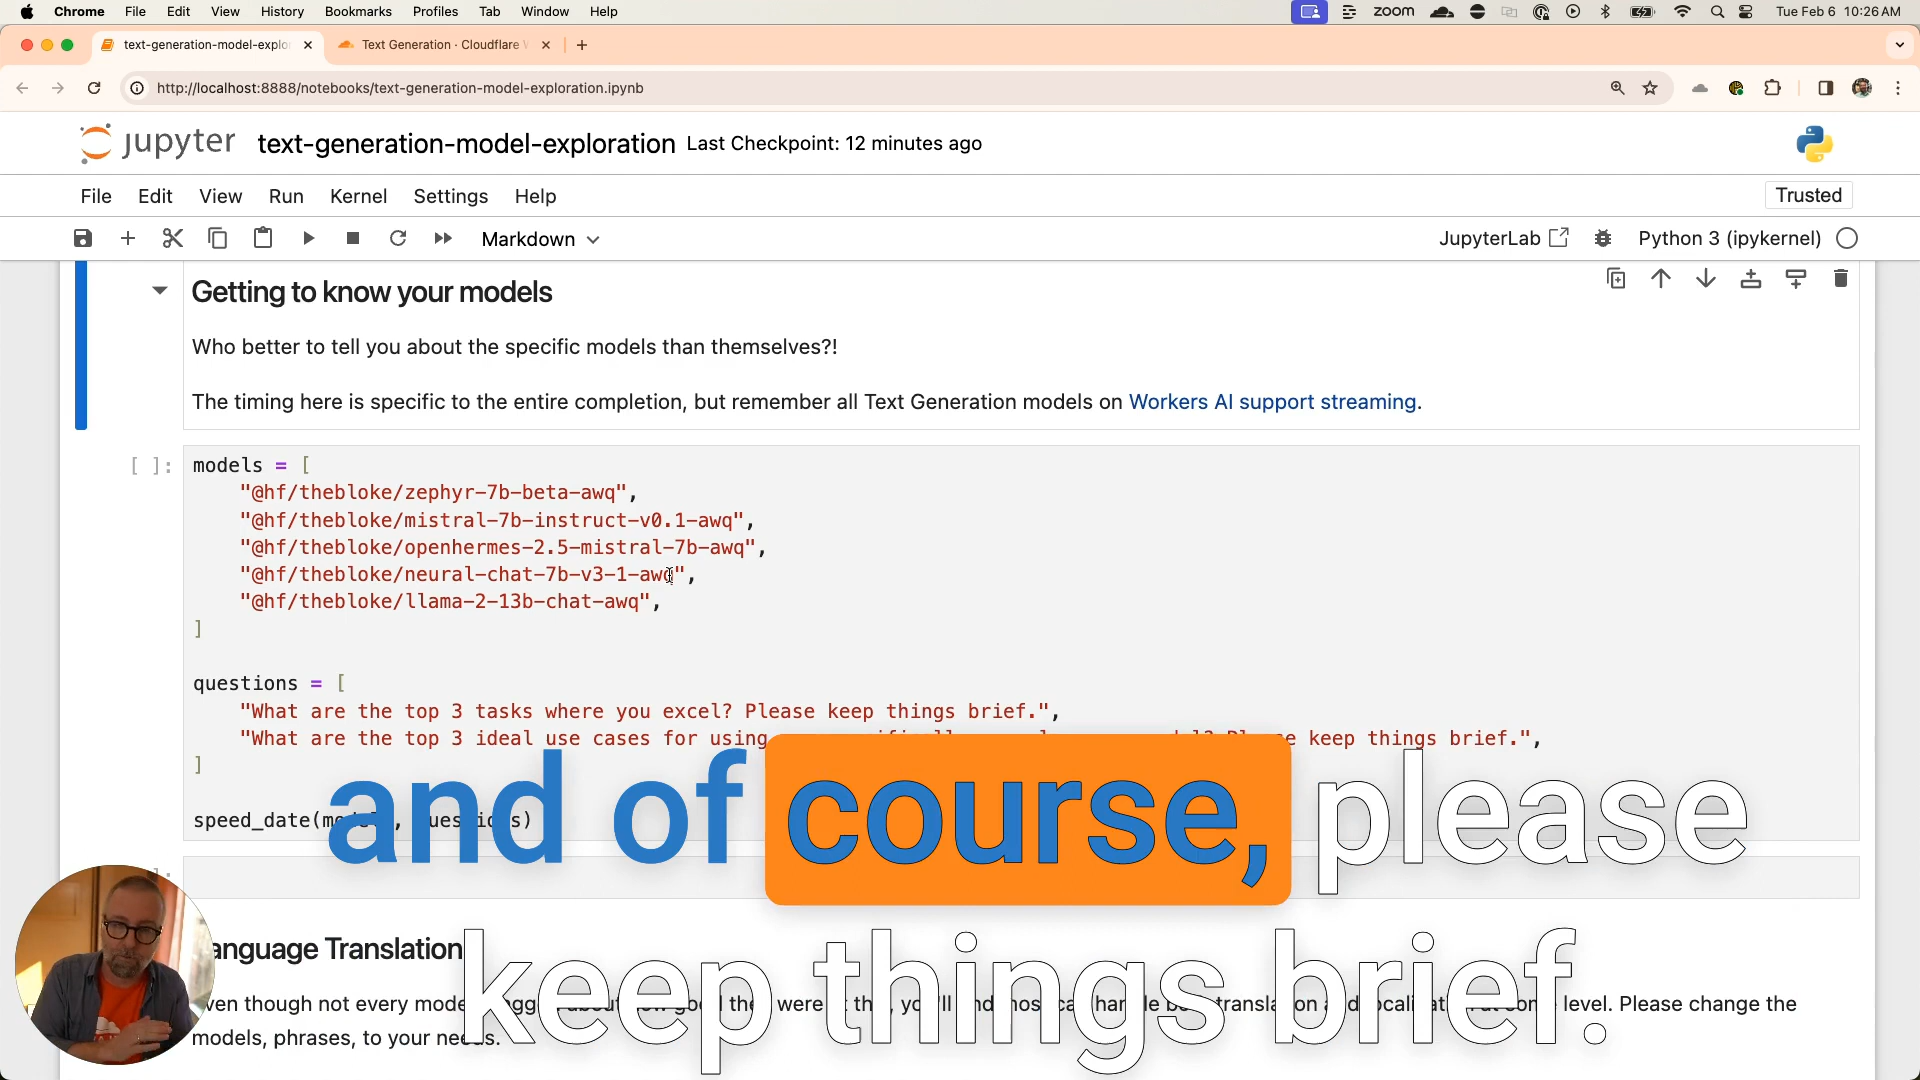 Chrome File Edit View History Bookmarks Profiles Tab Window Help zoom Tue Feb 6 10:26 AM
text-generation-model-explo Text Generation · Cloudflare
http://localhost:8888/notebooks/text-generation-model-exploration.ipynb
jupyter text-generation-model-exploration Last Checkpoint: 12 minutes ago
File Edit View Run Kernel Settings Help Trusted
Markdown JupyterLab Python 3 (ipykernel)
Getting to know your models
Who better to tell you about the specific models than themselves?!
The timing here is specific to the entire completion, but remember all Text Generation models on Workers AI support streaming.
[ ]: models = [
"@hf/thebloke/zephyr-7b-beta-awq",
"@hf/thebloke/mistral-7b-instruct-v0.1-awq",
"@hf/thebloke/openhermes-2.5-mistral-7b-awq",
"@hf/thebloke/neural-chat-7b-v3-1-awq",
"@hf/thebloke/llama-2-13b-chat-awq",
]
questions = [
"What are the top 3 tasks where you excel? Please keep things brief.",
"What are the top 3 ideal use cases for using keep things brief.",
]
speed_date(models, questions)
and of course, please
keep things brief.
anguage Translation
level. Please change the
models, phrases, to your needs.